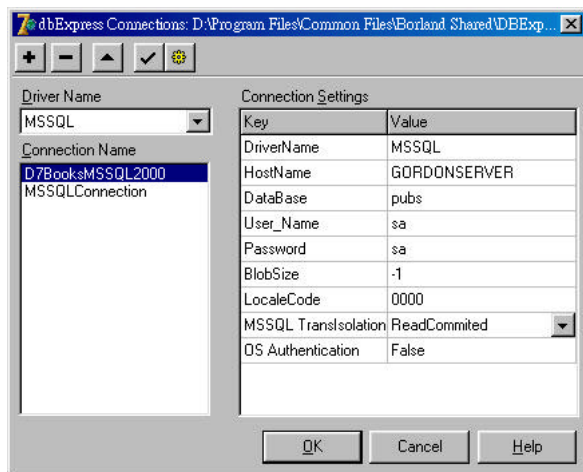 dbExpress Connections: D:\Program Files\Common Files\Borland Shared\DBExp...
Driver Name
MSSQL
Connection Name
D7BooksMSSQL2000
MSSQLConnection
Connection Settings
Key Value
DriverName MSSQL
HostName GORDONSERVER
DataBase pubs
User_Name sa
Password sa
BlobSize -1
LocaleCode 0000
MSSQL TransIsolation ReadCommited
OS Authentication False
OK Cancel Help